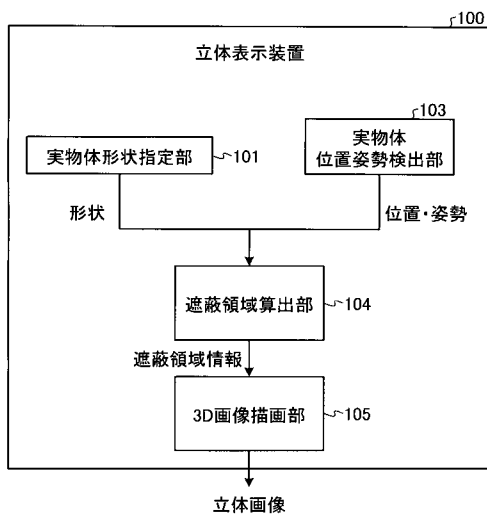 100
立体表示装置
103
実物体形状指定部
101
実物体
位置姿勢検出部
形状
位置・姿勢
遮蔽領域算出部
104
遮蔽領域情報
3D画像描画部
105
立体画像